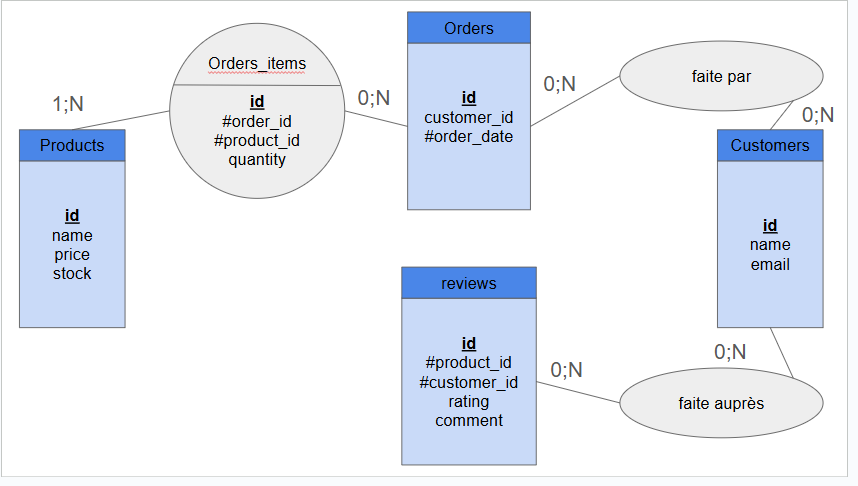 Orders
Orders_items
id
#order_id
#product_id
quantity
1;N
0;N
id
customer_id
#order_date
0;N
faite par
0;N
Products
id
name
price
stock
Customers
id
name
email
reviews
id
#product_id
#customer_id
rating
comment
0;N
0;N
faite auprès